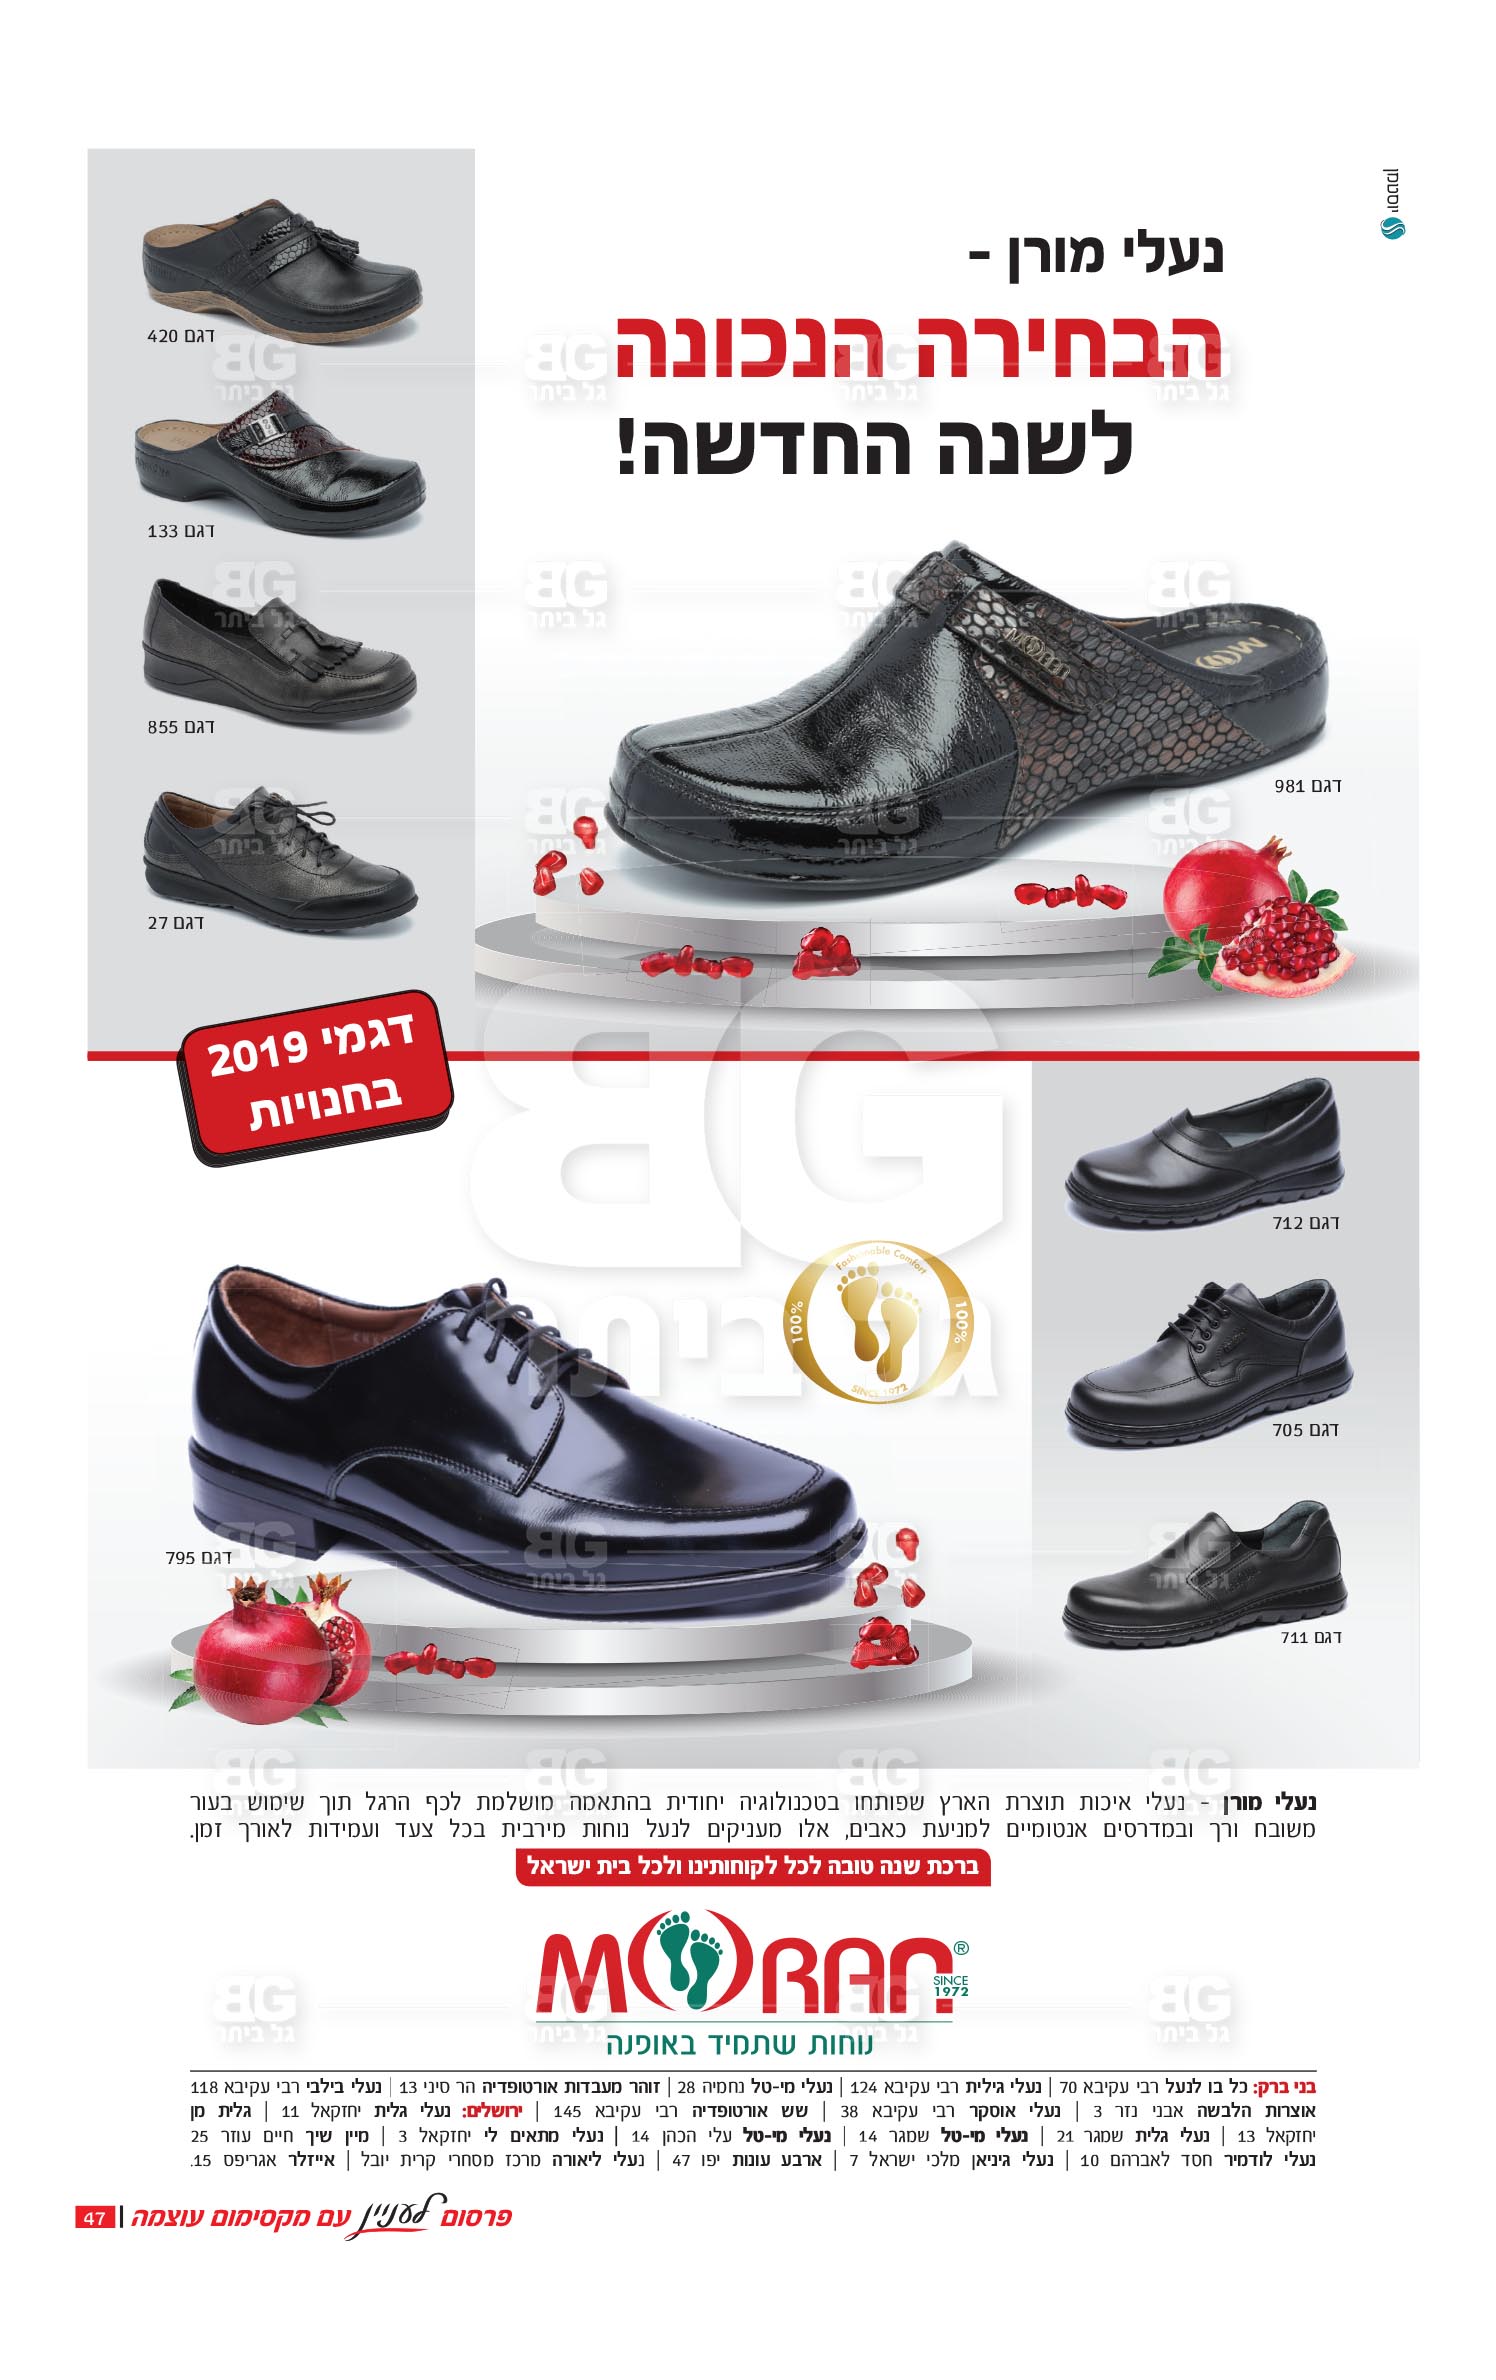 יוסטמן
נעלי מורן -
הבחירה הנכונה
לשנה החדשה!
דגם 420
דגם 133
דגם 855
דגם 27
דגם 981
MORAN
דגמי 2019
בחנויות
דגם 712
דגם 705
דגם 711
דגם 795
Fashionable Comfort
100%
100%
SINCE 1972
BG
גל ביתר
נעלי מורן - נעלי איכות תוצרת הארץ שפותחו בטכנולוגיה יחודית בהתאמה מושלמת לכף הרגל תוך שימוש בעור
משובח ורך ובמדרסים אנטומיים למניעת כאבים, אלו מעניקים לנעל נוחות מירבית בכל צעד ועמידות לאורך זמן.
ברכת שנה טובה לכל לקוחותינו ולכל בית ישראל
MORAN®
SINCE
1972
נוחות שתמיד באופנה
בני ברק: כל בו לנעל רבי עקיבא 70 | נעלי גילית רבי עקיבא 124 | נעלי מי-טל נחמיה 28 | זוהר מעבדות אורטופדיה הר סיני 13 | נעלי בילבי רבי עקיבא 118
אוצרות הלבשה אבני נזר 3 | נעלי אוסקר רבי עקיבא 38 | שש אורטופדיה רבי עקיבא 145 | ירושלים: נעלי גלית יחזקאל 11 | גלית מן
יחזקאל 13 | נעלי גלית שמגר 21 | נעלי מי-טל שמגר 14 | נעלי מי-טל עלי הכהן 14 | נעלי מתאים לי יחזקאל 3 | מיין שיך חיים עוזר 25
נעלי לודמיר חסד לאברהם 10 | נעלי גיניאן מלכי ישראל 7 | ארבע עונות יפו 47 | נעלי ליאורה מרכז מסחרי קרית יובל | אייזלר אגריפס 15.
פרסום לעניין עם מקסימום עוצמה | 47